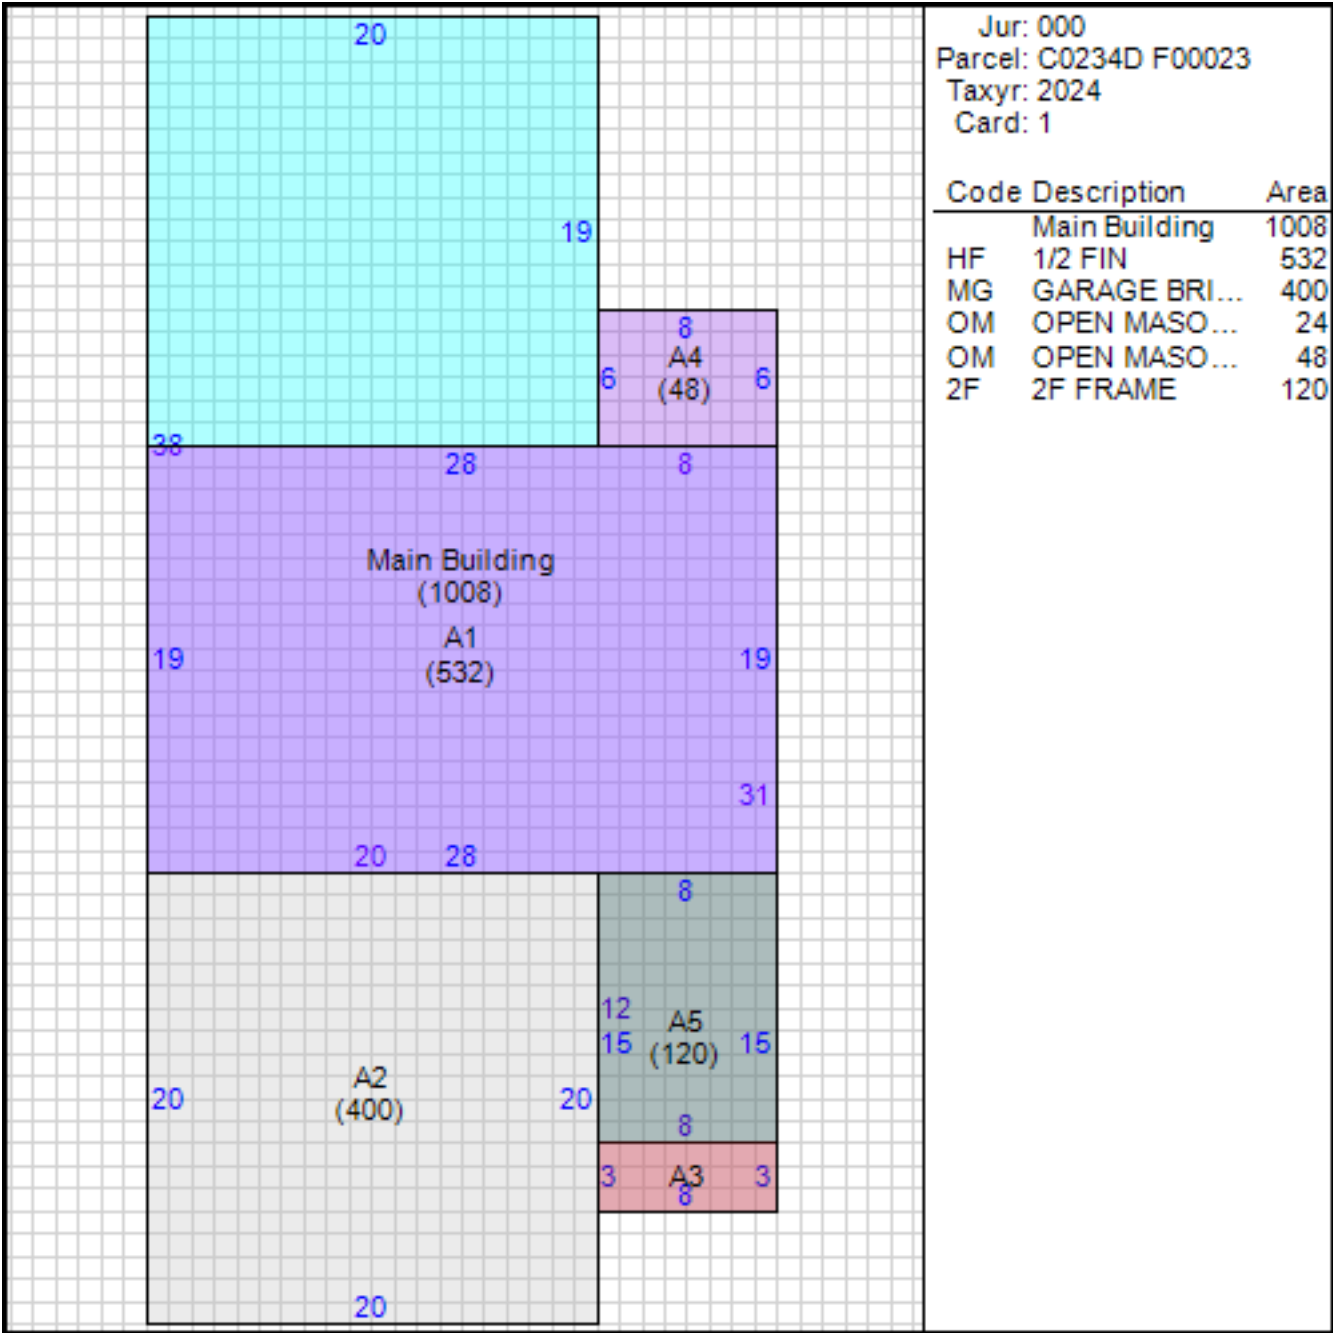 20
19
8
A4
6
6
(48)
38
28
8
Main Building
(1008)
A1
19
19
(532)
31
20
28
8
12
A5
15
15
(120)
A2
20
20
(400)
8
3
A3
3
8
20
Jur: 000
Parcel: C0234D F00023
Taxyr: 2024
Card: 1
Code Description Area
Main Building 1008
HF 1/2 FIN 532
MG GARAGE BRI... 400
OM OPEN MASO... 24
OM OPEN MASO... 48
2F 2F FRAME 120